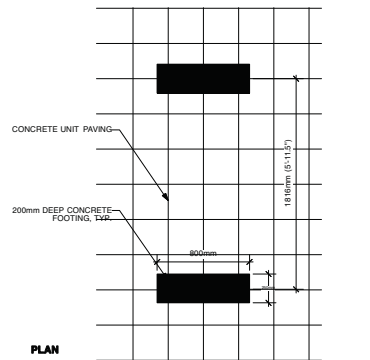 CONCRETE UNIT PAVING
1816mm (5'-11.5")
200mm DEEP CONCRETE
FOOTING, TYP.
800mm
PLAN